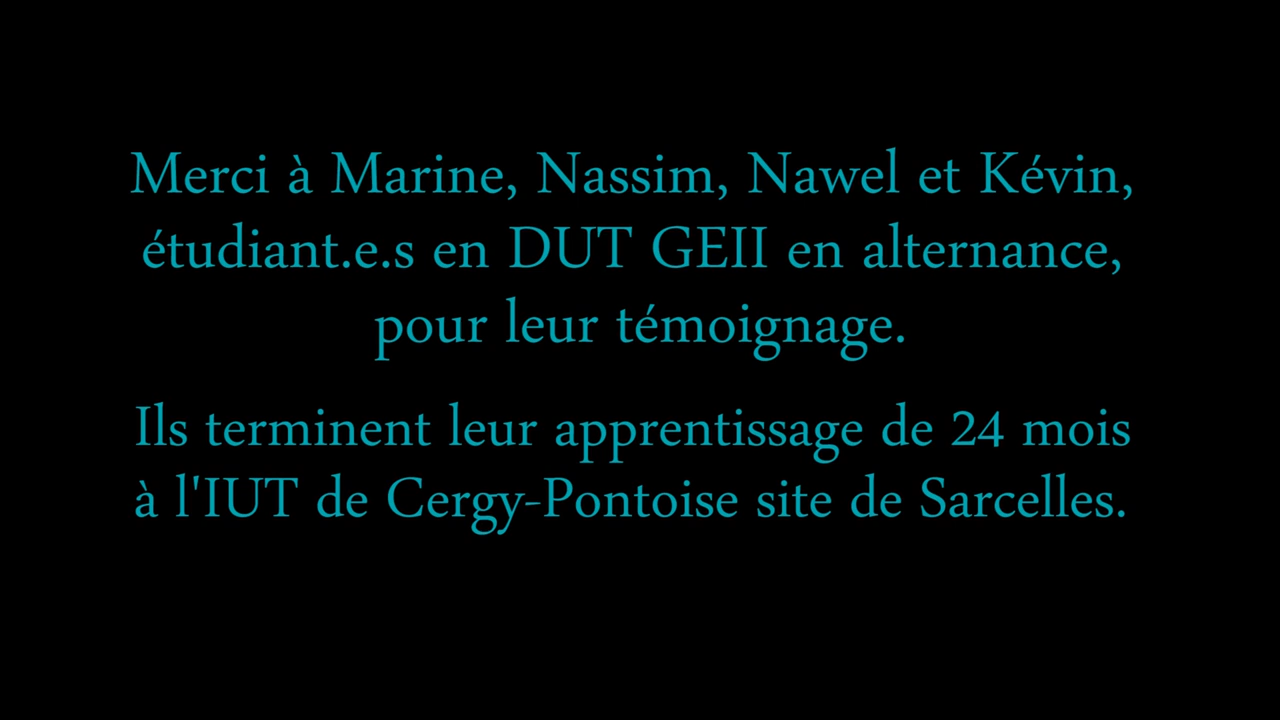 Merci à Marine, Nassim, Nawel et Kévin,
étudiant.e.s en DUT GEII en alternance,
pour leur témoignage.
Ils terminent leur apprentissage de 24 mois
à l'IUT de Cergy-Pontoise site de Sarcelles.